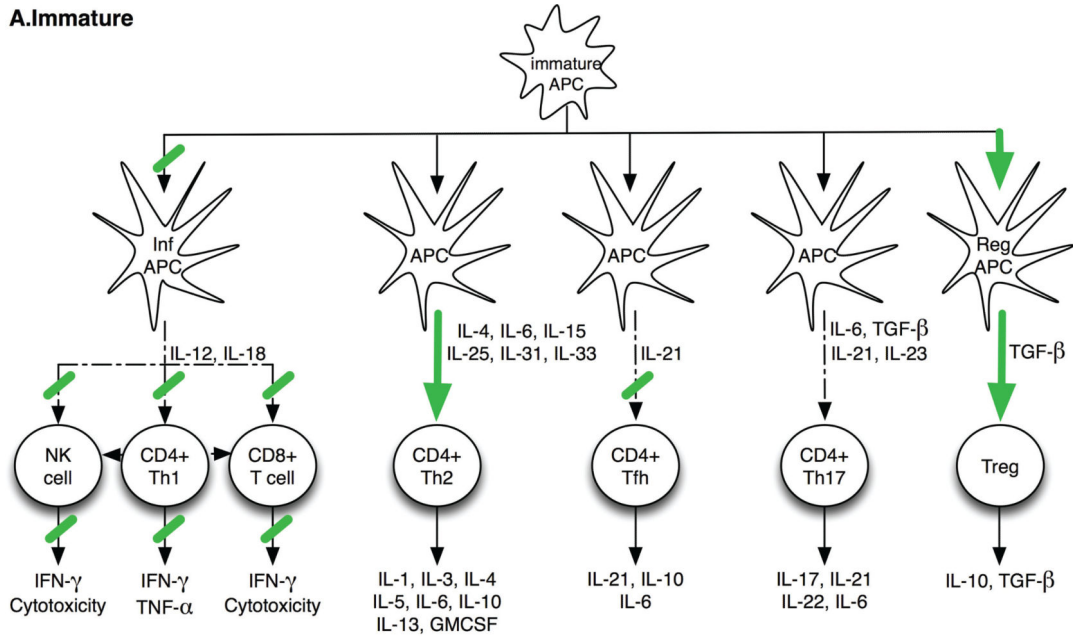 A.Immature
immature
APC
Inf
APC
APC
APC
APC
Reg
APC
IL-12, IL-18
IL-4, IL-6, IL-15
IL-25, IL-31, IL-33
IL-21
IL-6, TGF-β
IL-21, IL-23
TGF-β
NK
cell
CD4+
Th1
CD8+
T cell
CD4+
Th2
CD4+
Tfh
CD4+
Th17
Treg
IFN-γ
Cytotoxicity
IFN-γ
TNF-α
IFN-γ
Cytotoxicity
IL-1, IL-3, IL-4
IL-5, IL-6, IL-10
IL-13, GMCSF
IL-21, IL-10
IL-6
IL-17, IL-21
IL-22, IL-6
IL-10, TGF-β